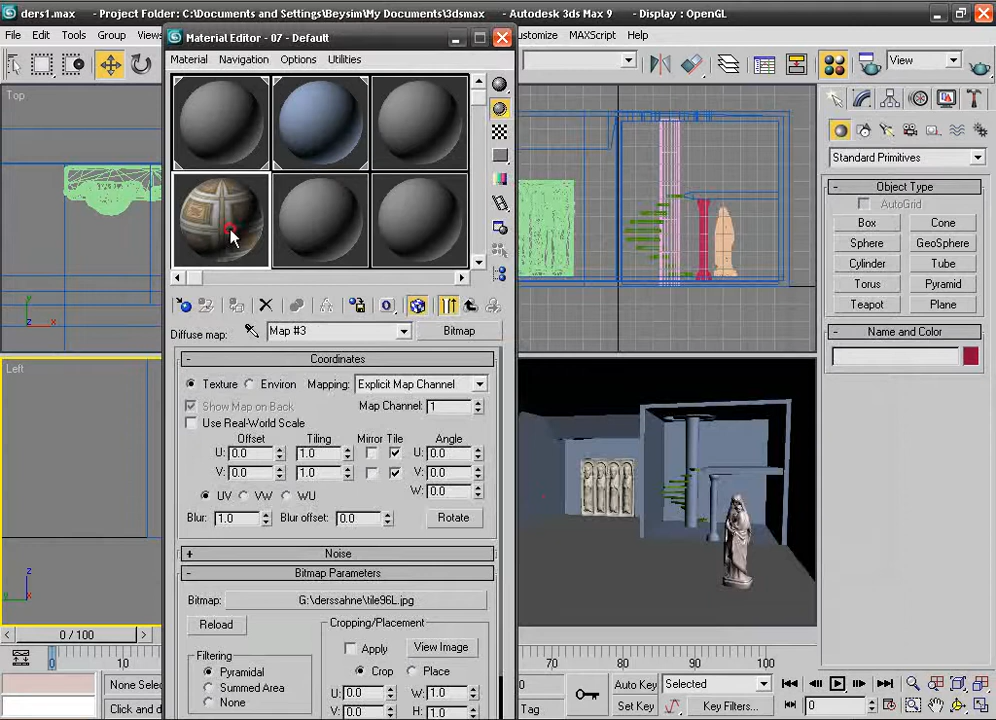 ders1.max - Project Folder: C:\Documents and Settings\Beysim\My Documents\3dsmax - Autodesk 3ds Max 9 - Display : OpenGL
File Edit Tools Group
Customize MAXScript Help
Material Editor - 07 - Default
Material Navigation Options Utilities
View
Top
Standard Primitives
Object Type
AutoGrid
Box Cone
Sphere GeoSphere
Cylinder Tube
Torus Pyramid
Teapot Plane
Name and Color
Diffuse map: Map #3 Bitmap
Coordinates
Texture Environ Mapping: Explicit Map Channel
Show Map on Back Map Channel: 1
Use Real-World Scale
Offset Tiling Mirror Tile Angle
U: 0.0 1.0 U: 0.0
V: 0.0 1.0 V: 0.0
W: 0.0
UV VW WU
Blur: 1.0 Blur offset: 0.0 Rotate
Noise
Bitmap Parameters
Bitmap: G:\derssahne\tile96L.jpg
Reload
Cropping/Placement
Apply View Image
Crop Place
U: 0.0 W: 1.0
V: 0.0 H: 1.0
Filtering
Pyramidal
Summed Area
None
Left
0 / 100
0 10
70 80 90 100
None Selec
Click and d
Tag
Auto Key Selected
Set Key Key Filters...
0